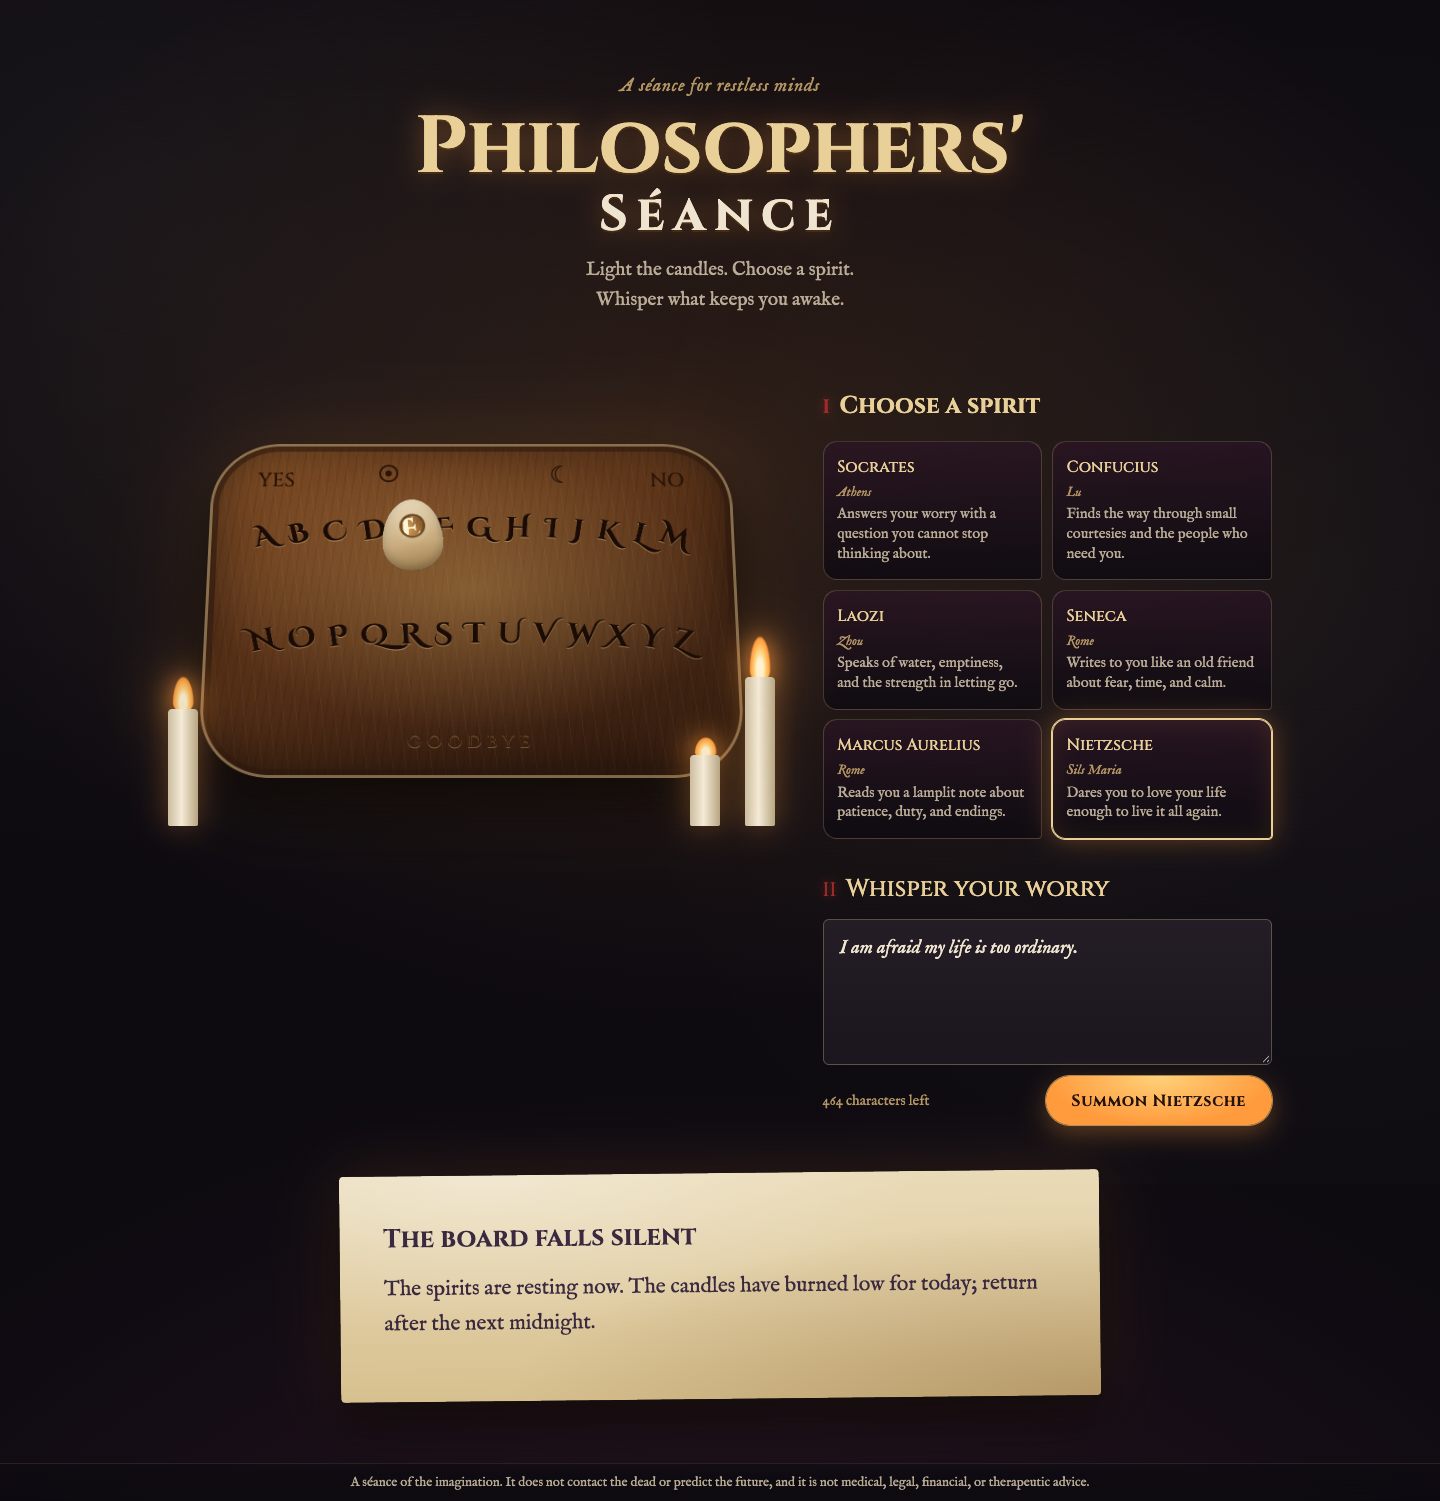 A séance for restless minds
PHILOSOPHERS'
SÉANCE
Light the candles. Choose a spirit.
Whisper what keeps you awake.
YES
NO
A B C D E F G H I J K L M
N O P Q R S T U V W X Y Z
GOODBYE
I CHOOSE A SPIRIT
SOCRATES
Athens
Answers your worry with a
question you cannot stop
thinking about.
CONFUCIUS
Lu
Finds the way through small
courtesies and the people who
need you.
LAOZI
Zhou
Speaks of water, emptiness,
and the strength in letting go.
SENECA
Rome
Writes to you like an old friend
about fear, time, and calm.
MARCUS AURELIUS
Rome
Reads you a lamplit note about
patience, duty, and endings.
NIETZSCHE
Sils Maria
Dares you to love your life
enough to live it all again.
II WHISPER YOUR WORRY
I am afraid my life is too ordinary.
464 characters left
SUMMON NIETZSCHE
THE BOARD FALLS SILENT
The spirits are resting now. The candles have burned low for today; return
after the next midnight.
A séance of the imagination. It does not contact the dead or predict the future, and it is not medical, legal, financial, or therapeutic advice.